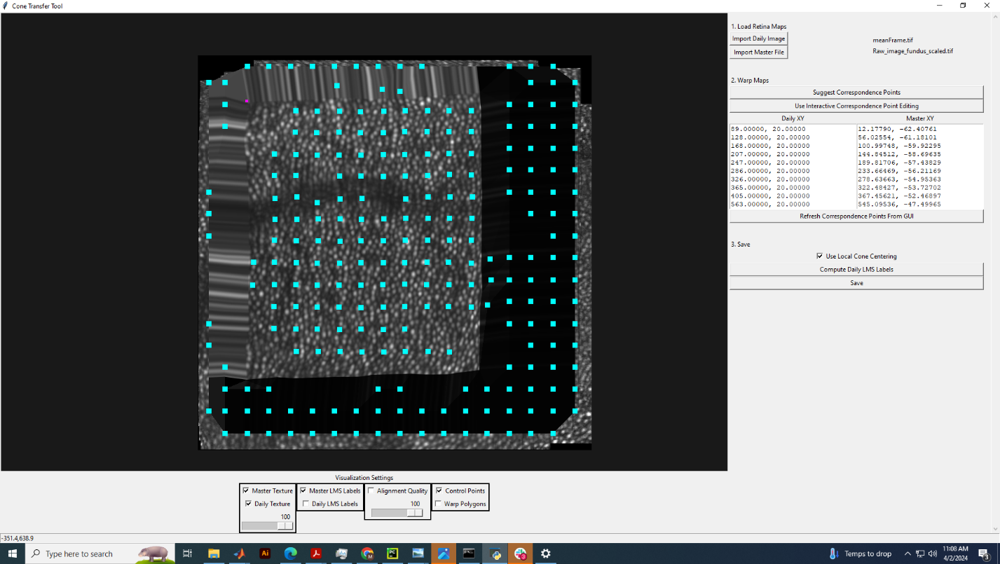 Cone Transfer Tool
1. Load Retina Maps
Import Daily Image
meanFrame.tif
Import Master File
Raw_image_fundus_scaled.tif
2. Warp Maps
Suggest Correspondence Points
Use Interactive Correspondence Point Editing
Daily XY Master XY
89.00000, 20.00000 12.17790, -62.40761
128.00000, 20.00000 56.02554, -61.18101
168.00000, 20.00000 100.99748, -59.92295
207.00000, 20.00000 144.84512, -58.69635
247.00000, 20.00000 189.81706, -57.43829
286.00000, 20.00000 233.66469, -56.21169
326.00000, 20.00000 278.63663, -54.95363
365.00000, 20.00000 322.48427, -53.72702
405.00000, 20.00000 367.45621, -52.46897
563.00000, 20.00000 545.09536, -47.49965
Refresh Correspondence Points From GUI
3. Save
Use Local Cone Centering
Compute Daily LMS Labels
Save
Visualization Settings
Master Texture Master LMS Labels Alignment Quality Control Points
Daily Texture Daily LMS Labels 100 Warp Polygons
100
-351.4,638.9
Type here to search
Ai
PC
M
3
Temps to drop
11:08 AM
4/2/2024
3